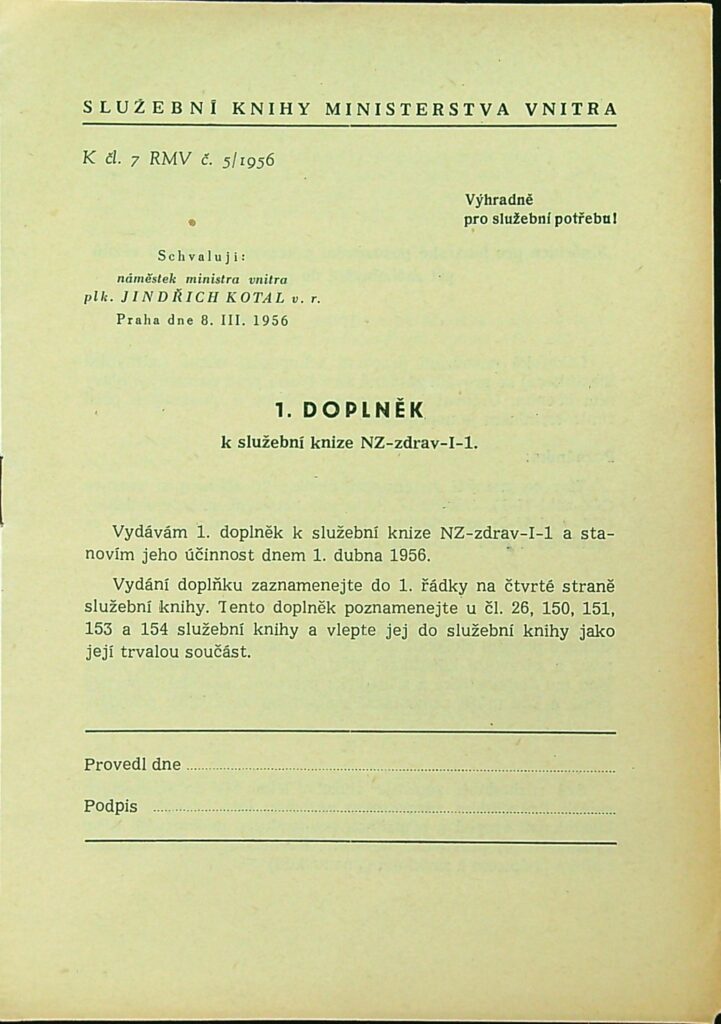 SLUŽEBNÍ KNIHY MINISTERSTVA VNITRA
K čl. 7 RMV č. 5/1956
Výhradně
pro služební potřebu!
Schvaluji:
náměstek ministra vnitra
plk. JINDŘICH KOTAL v. r.
Praha dne 8. III. 1956
1. DOPLNĚK
k služební knize NZ-zdrav-I-1.
Vydávám 1. doplněk k služební knize NZ-zdrav-I-1 a sta-
novím jeho účinnost dnem 1. dubna 1956.
Vydání doplňku zaznamenejte do 1. řádky na čtvrté straně
služební knihy. Tento doplněk poznamenejte u čl. 26, 150, 151,
153 a 154 služební knihy a vlepte jej do služební knihy jako
její trvalou součást.
Provedl dne
Podpis